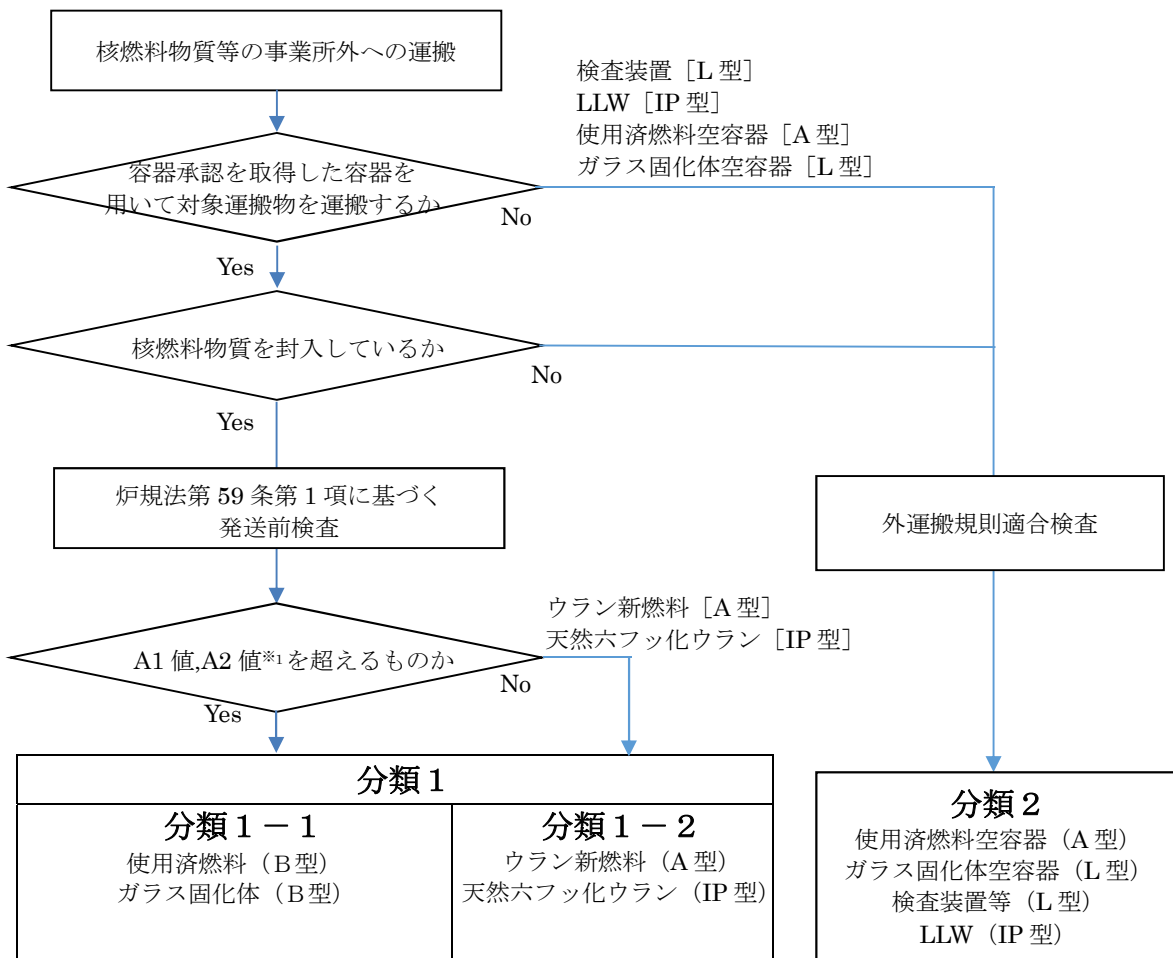 核燃料物質等の事業所外への運搬
検査装置［L 型］
LLW［IP 型］
使用済燃料空容器［A 型］
ガラス固化体空容器［L 型］
容器承認を取得した容器を
用いて対象運搬物を運搬するか
No
Yes
核燃料物質を封入しているか
No
Yes
炉規法第 59 条第 1 項に基づく
発送前検査
外運搬規則適合検査
ウラン新燃料［A 型］
天然六フッ化ウラン［IP 型］
A1 値,A2 値※1を超えるものか
No
Yes
分類１
分類１－１
使用済燃料（Ｂ型）
ガラス固化体（Ｂ型）
分類１－２
ウラン新燃料（A 型）
天然六フッ化ウラン（IP 型）
分類２
使用済燃料空容器（A 型）
ガラス固化体空容器（L 型）
検査装置等（L 型）
LLW（IP 型）